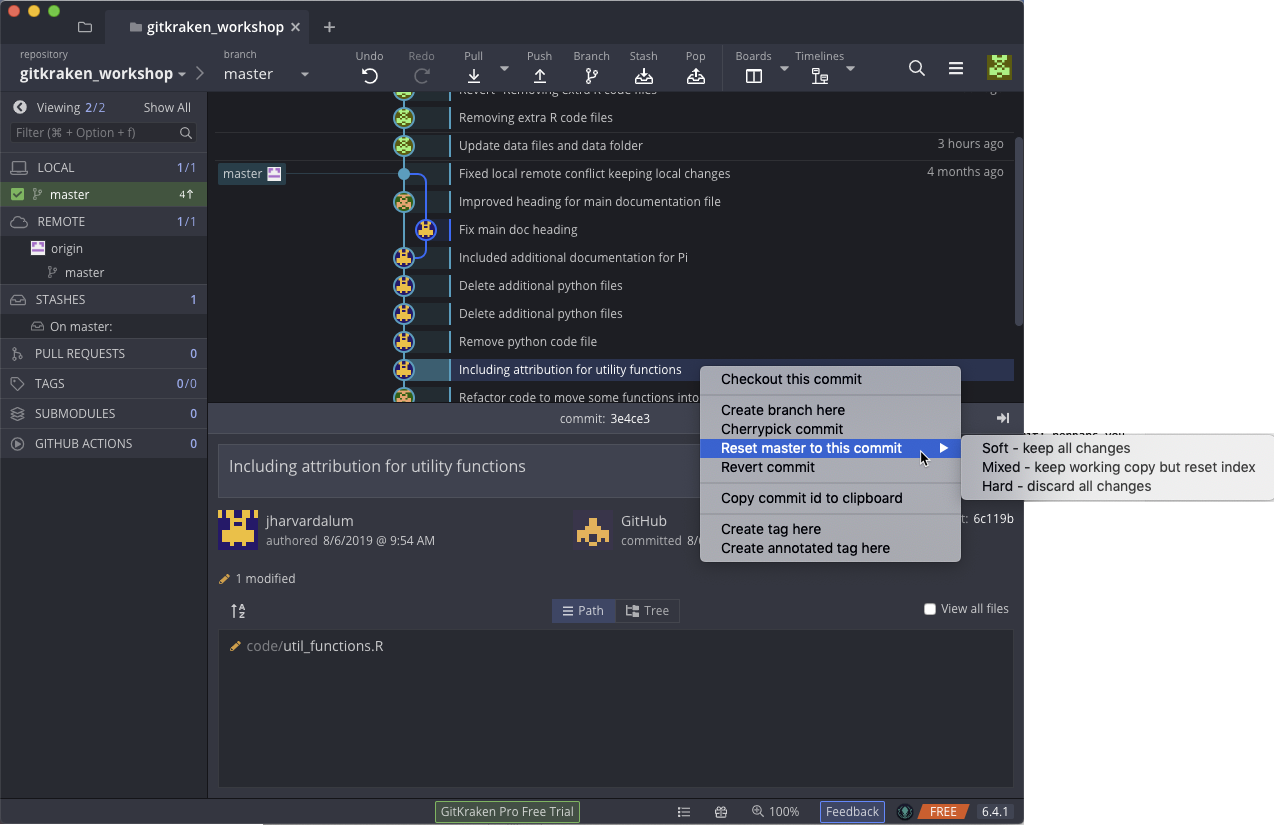 gitkraken_workshop
repository
gitkraken_workshop
branch
master
Undo
Redo
Pull
Push
Branch
Stash
Pop
Boards
Timelines
Viewing 2/2
Show All
Filter (⌘ + Option + f)
LOCAL
1/1
master
4↑
REMOTE
1/1
origin
master
STASHES
1
On master:
PULL REQUESTS
0
TAGS
0/0
SUBMODULES
0
GITHUB ACTIONS
0
Revert "Removing extra R code files"
Removing extra R code files
Update data files and data folder
3 hours ago
master
Fixed local remote conflict keeping local changes
4 months ago
Improved heading for main documentation file
Fix main doc heading
Included additional documentation for Pi
Delete additional python files
Delete additional python files
Remove python code file
Including attribution for utility functions
Refactor code to move some functions into
commit: 3e4ce3
Including attribution for utility functions
jharvardalum
authored 8/6/2019 @ 9:54 AM
GitHub
committed
6c119b
1 modified
Path
Tree
View all files
code/util_functions.R
Checkout this commit
Create branch here
Cherrypick commit
Reset master to this commit
Revert commit
Copy commit id to clipboard
Create tag here
Create annotated tag here
Soft - keep all changes
Mixed - keep working copy but reset index
Hard - discard all changes
GitKraken Pro Free Trial
100%
Feedback
FREE
6.4.1